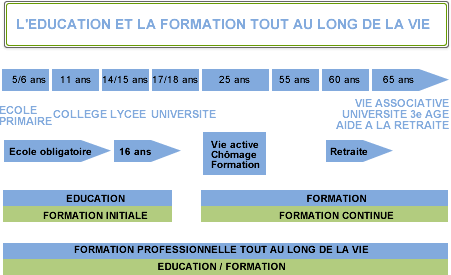 L'EDUCATION ET LA FORMATION TOUT AU LONG DE LA VIE
5/6 ans 11 ans 14/15 ans 17/18 ans 25 ans 55 ans 60 ans 65 ans
ECOLE
PRIMAIRE
COLLEGE LYCEE UNIVERSITE
VIE ASSOCIATIVE
UNIVERSITE 3e AGE
AIDE A LA RETRAITE
Ecole obligatoire
16 ans
Vie active
Chômage
Formation
Retraite
EDUCATION
FORMATION INITIALE
FORMATION
FORMATION CONTINUE
FORMATION PROFESSIONNELLE TOUT AU LONG DE LA VIE
EDUCATION / FORMATION